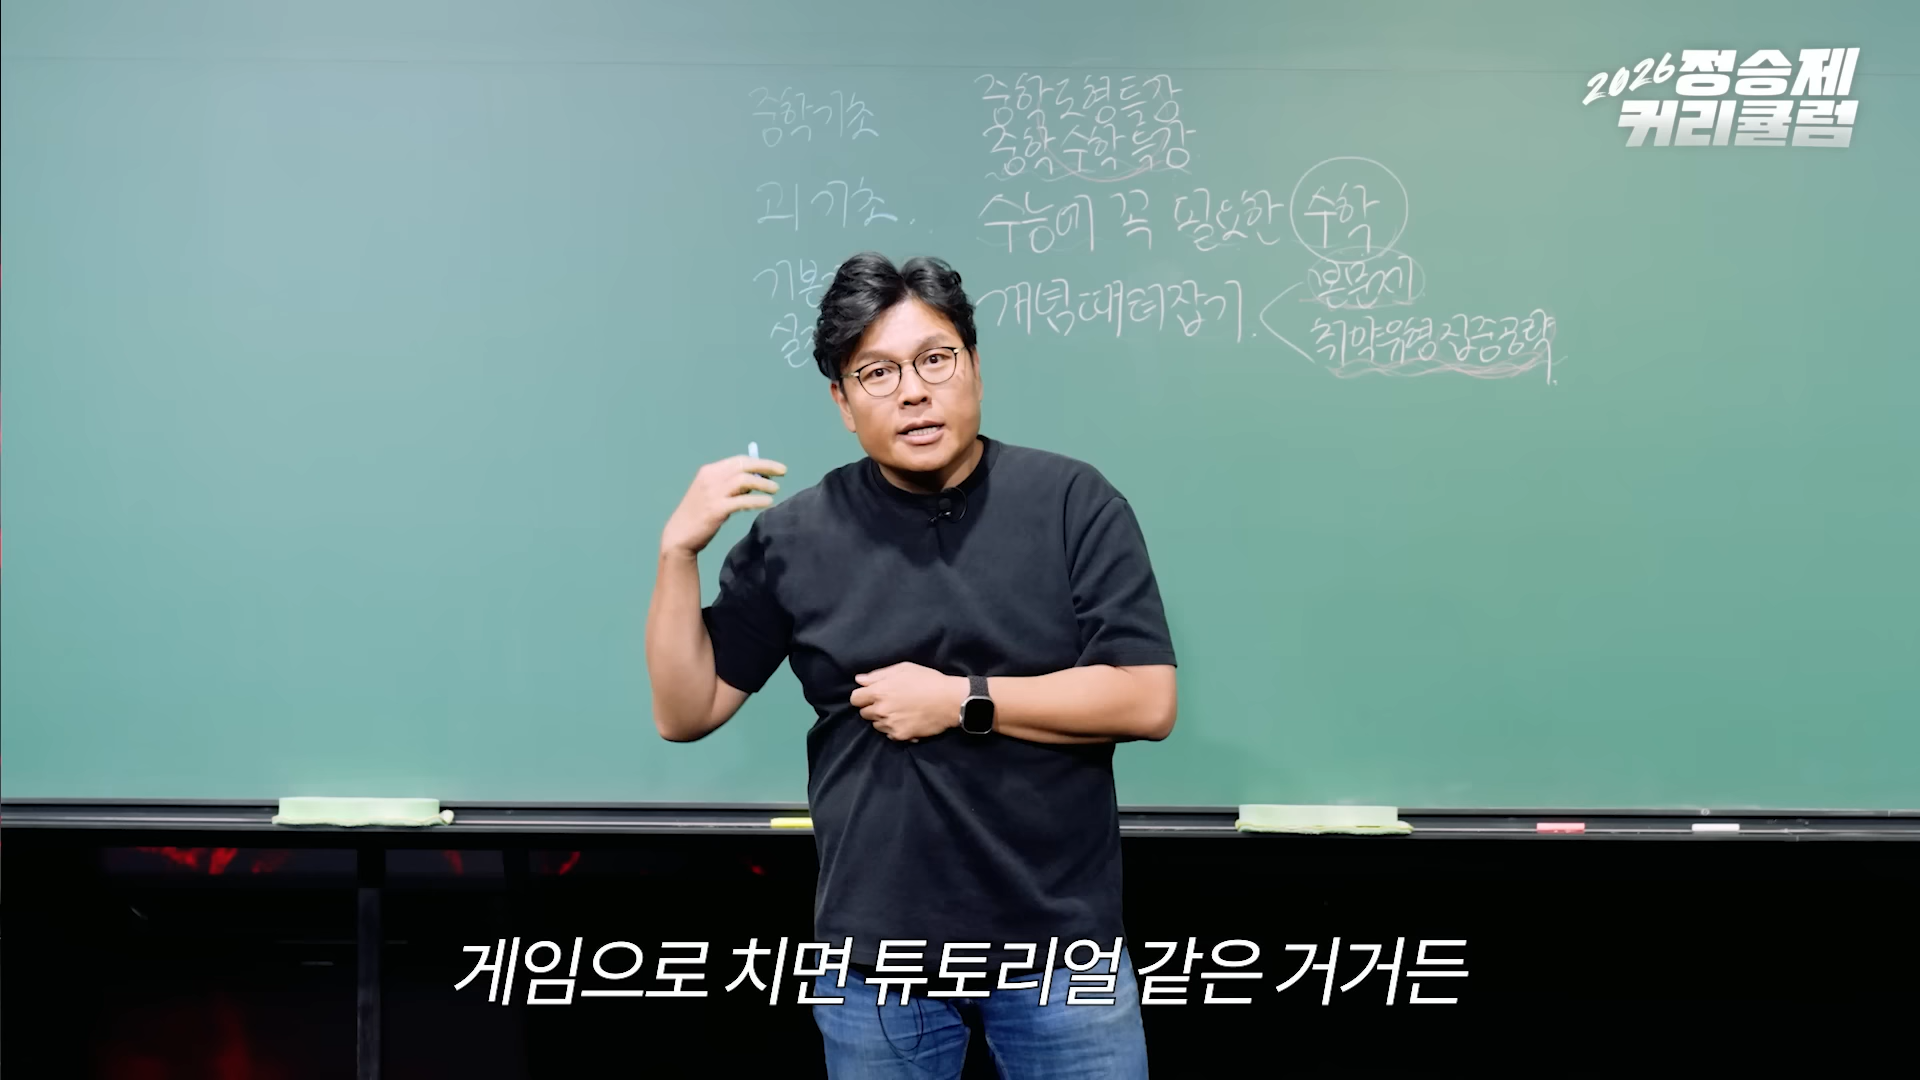 2026 정승제
커리큘럼
중학기초
중학도형특강
중학수학특강
고1 기초.
수능에 꼭 필요한 수학
기본
개념때려잡기.
본문제
취약유형집중공략.
게임으로 치면 튜토리얼 같은 거거든